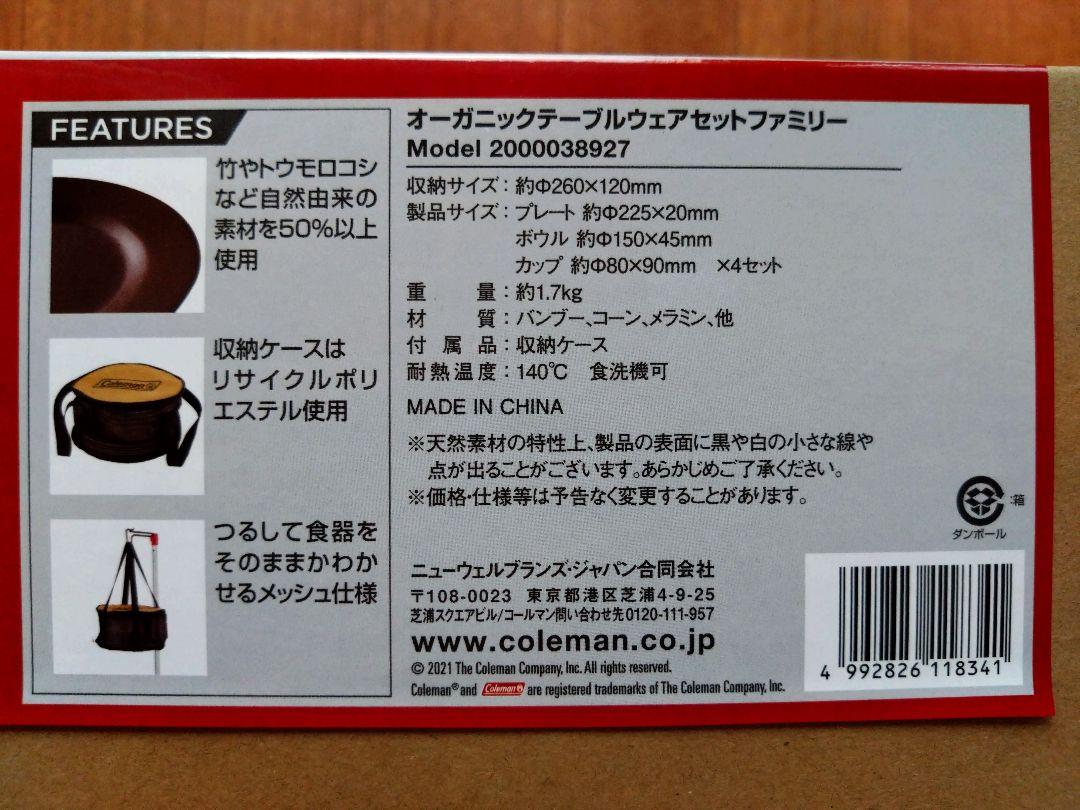 FEATURES
竹やトウモロコシ
など自然由来の
素材を50%以上
使用
Coleman
収納ケースは
リサイクルポリ
エステル使用
つるして食器を
そのままかわか
せるメッシュ仕様
オーガニックテーブルウェアセットファミリー
Model 2000038927
収納サイズ：約Φ260×120mm
製品サイズ：プレート 約Φ225×20mm
ボウル 約Φ150×45mm
カップ 約Φ80×90mm ×4セット
重量：約1.7kg
材質：バンブー、コーン、メラミン、他
付属品：収納ケース
耐熱温度：140℃ 食洗機可
MADE IN CHINA
※天然素材の特性上、製品の表面に黒や白の小さな線や
点が出ることがございます。あらかじめご了承ください。
※価格・仕様等は予告なく変更することがあります。
：箱
ダンボール
ニューウェルブランズ・ジャパン合同会社
〒108-0023 東京都港区芝浦4-9-25
芝浦スクエアビル/コールマン問い合わせ先0120-111-957
www.coleman.co.jp
© 2021 The Coleman Company, Inc. All rights reserved.
Coleman® and Coleman are registered trademarks of The Coleman Company, Inc.
4 992826 118341